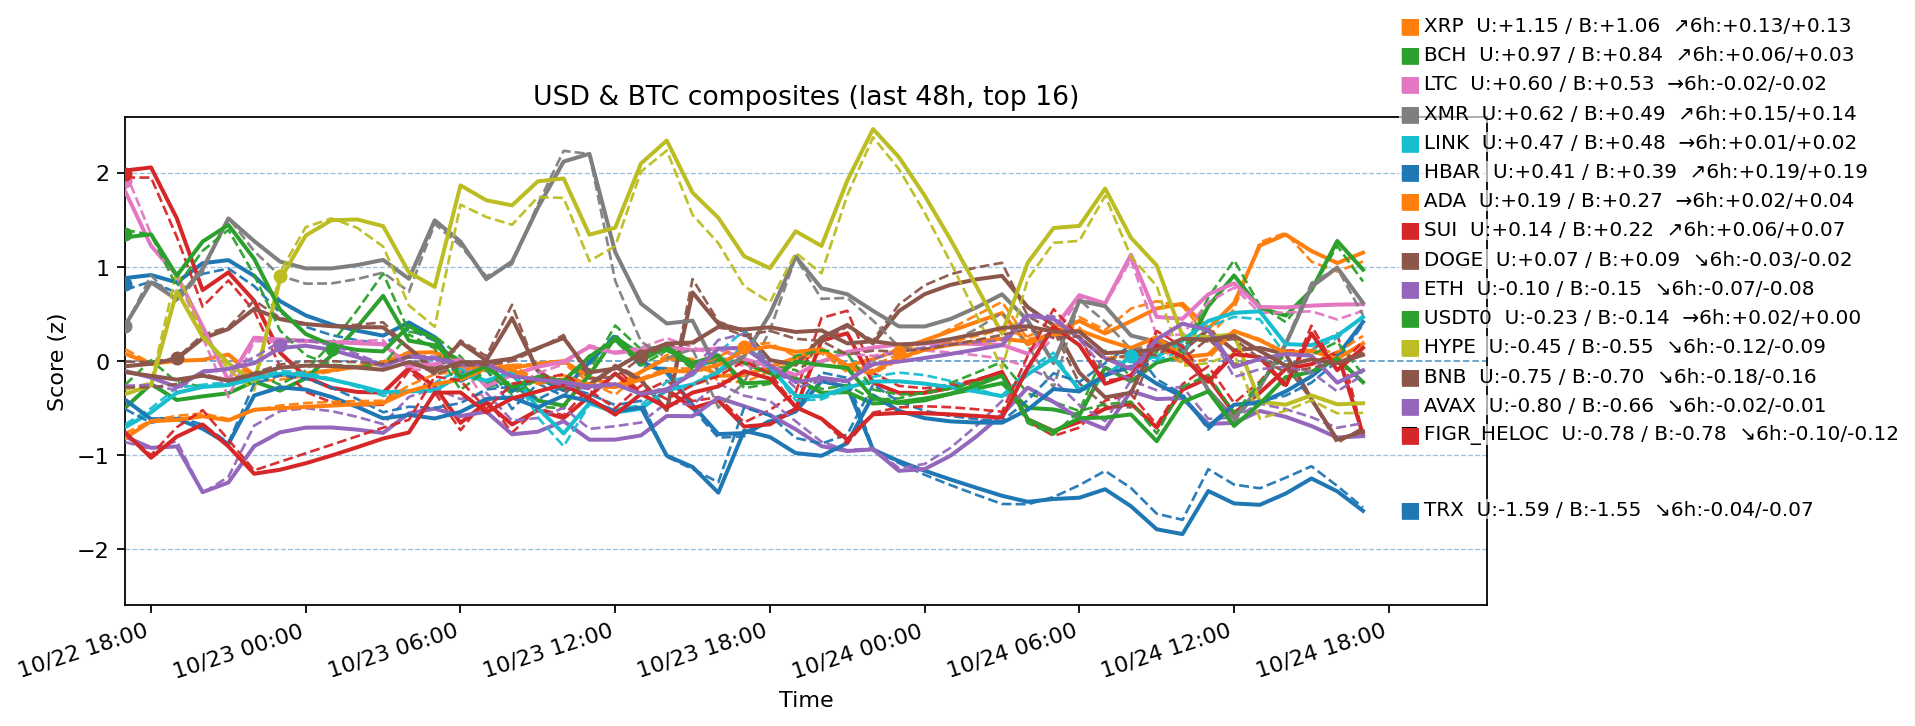 XRP  U:+1.15 / B:+1.06  ↗6h:+0.13/+0.13
BCH  U:+0.97 / B:+0.84  ↗6h:+0.06/+0.03
LTC  U:+0.60 / B:+0.53  →6h:-0.02/-0.02
XMR  U:+0.62 / B:+0.49  ↗6h:+0.15/+0.14
LINK  U:+0.47 / B:+0.48  →6h:+0.01/+0.02
HBAR  U:+0.41 / B:+0.39  ↗6h:+0.19/+0.19
ADA  U:+0.19 / B:+0.27  →6h:+0.02/+0.04
SUI  U:+0.14 / B:+0.22  ↗6h:+0.06/+0.07
DOGE  U:+0.07 / B:+0.09  ↘6h:-0.03/-0.02
ETH  U:-0.10 / B:-0.15  ↘6h:-0.07/-0.08
USDT0  U:-0.23 / B:-0.14  →6h:+0.02/+0.00
HYPE  U:-0.45 / B:-0.55  ↘6h:-0.12/-0.09
BNB  U:-0.75 / B:-0.70  ↘6h:-0.18/-0.16
AVAX  U:-0.80 / B:-0.66  ↘6h:-0.02/-0.01
FIGR_HELOC  U:-0.78 / B:-0.78  ↘6h:-0.10/-0.12
TRX  U:-1.59 / B:-1.55  ↘6h:-0.04/-0.07
USD & BTC composites (last 48h, top 16)
Score (z)
2
1
0
−1
−2
10/22 18:00
10/23 00:00
10/23 06:00
10/23 12:00
10/23 18:00
10/24 00:00
10/24 06:00
10/24 12:00
10/24 18:00
Time